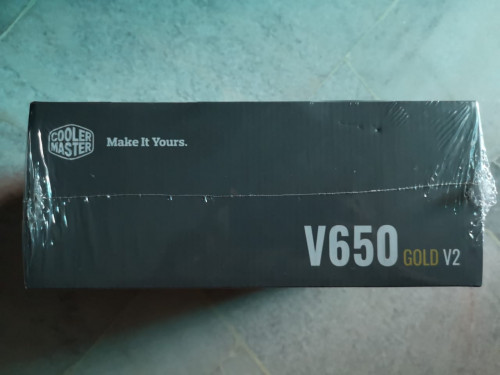 COOLER
MASTER
Make It Yours.
V650 GOLD V2